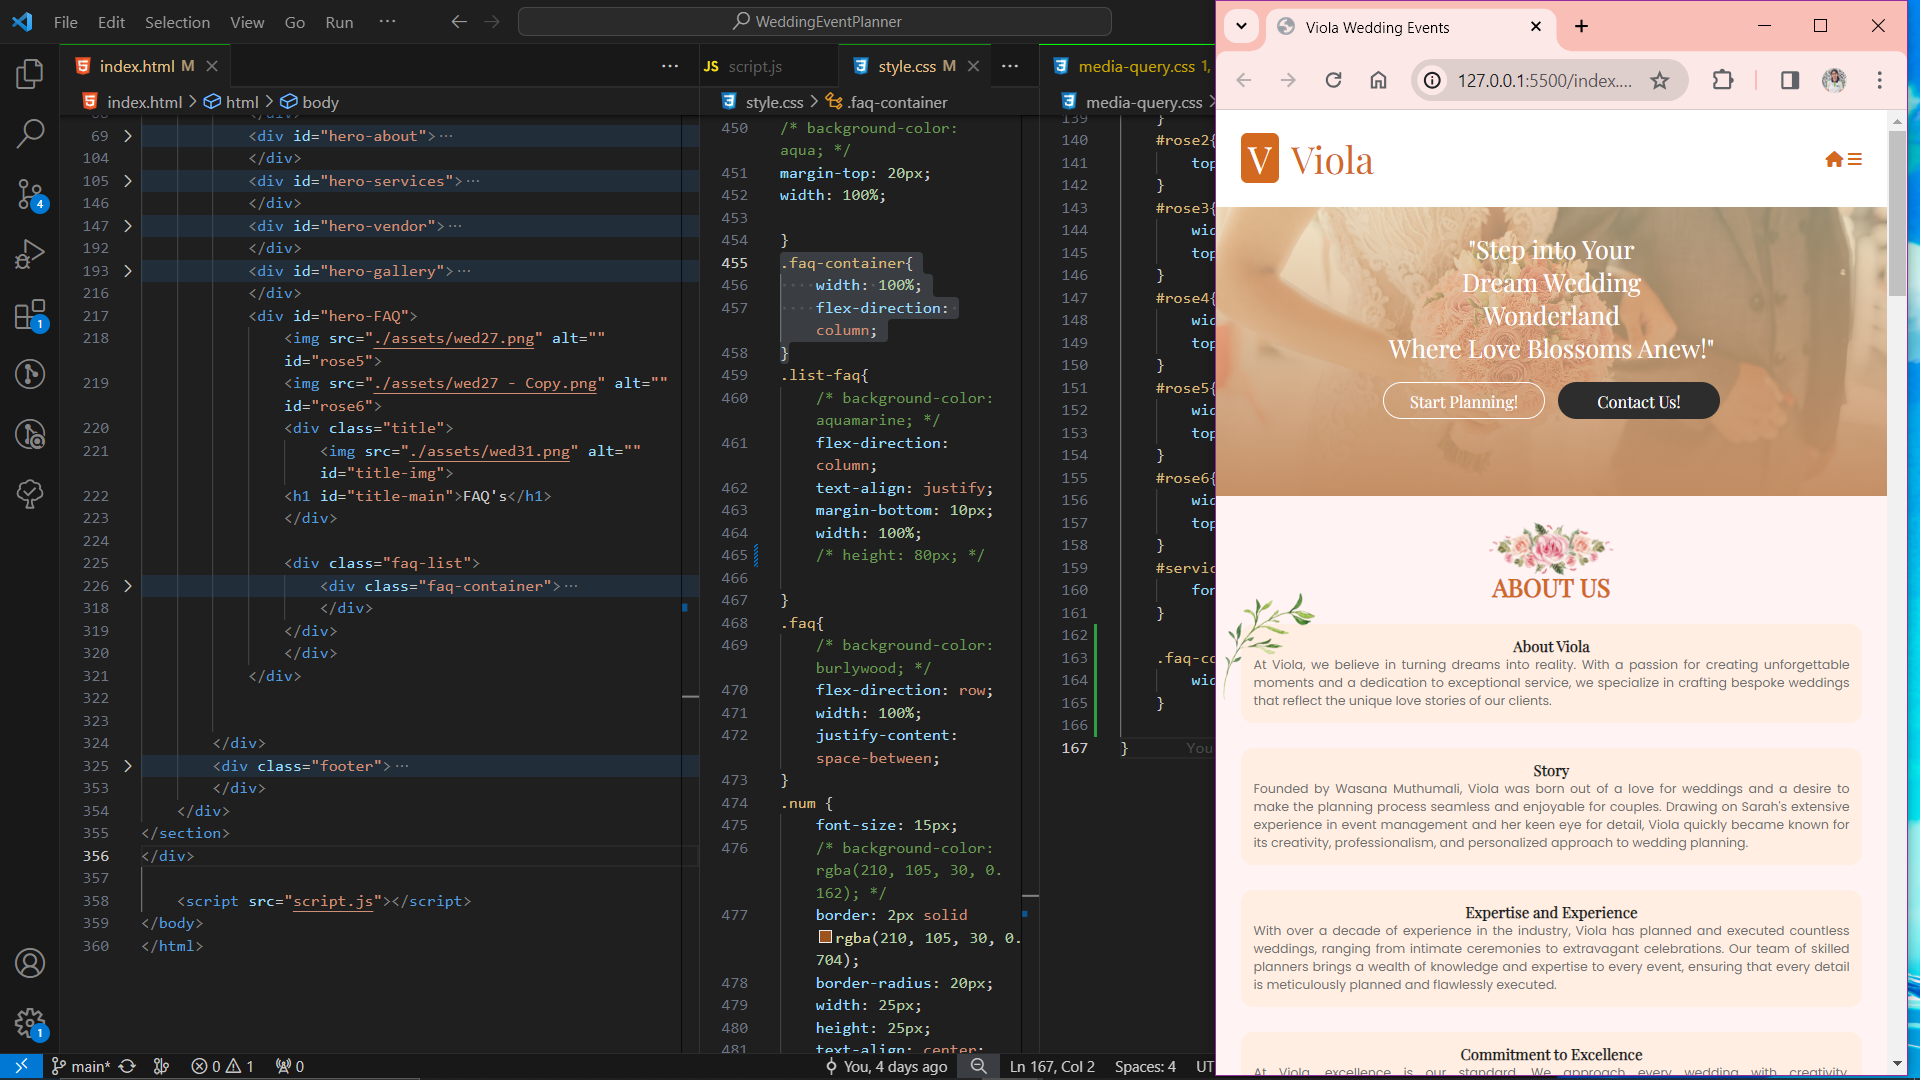 File Edit Selection View Go Run ··· WeddingEventPlanner
index.html M
index.html > html > body
69 <div id="hero-about">···
104 </div>
105 <div id="hero-services">···
146 </div>
147 <div id="hero-vendor">···
192 </div>
193 <div id="hero-gallery">···
216 </div>
217 <div id="hero-FAQ">
218 <img src="./assets/wed27.png" alt=""
id="rose5">
219 <img src="./assets/wed27 - Copy.png" alt=""
id="rose6">
220 <div class="title">
221 <img src="./assets/wed31.png" alt=""
id="title-img">
222 <h1 id="title-main">FAQ's</h1>
223 </div>
224
225 <div class="faq-list">
226 <div class="faq-container">···
318 </div>
319 </div>
320 </div>
321 </div>
322
323
324 </div>
325 <div class="footer">···
353 </div>
354 </div>
355 </section>
356 </div>
357
358 <script src="script.js"></script>
359 </body>
360 </html>
JS script.js style.css M ···
style.css > .faq-container
450 /* background-color:
aqua; */
451 margin-top: 20px;
452 width: 100%;
453
454 }
455 .faq-container{
456 width: 100%;
457 flex-direction:
column;
458 }
459 .list-faq{
460 /* background-color:
aquamarine; */
461 flex-direction:
column;
462 text-align: justify;
463 margin-bottom: 10px;
464 width: 100%;
465 /* height: 80px; */
466
467 }
468 .faq{
469 /* background-color:
burlywood; */
470 flex-direction: row;
471 width: 100%;
472 justify-content:
space-between;
473 }
474 .num {
475 font-size: 15px;
476 /* background-color:
rgba(210, 105, 30, 0.
162); */
477 border: 2px solid
rgba(210, 105, 30, 0.
704);
478 border-radius: 20px;
479 width: 25px;
480 height: 25px;
481 text-align: center;
media-query.css 1,
media-query.css >
139 }
140 #rose2{
141 top
142 }
143 #rose3{
144 wid
145 top
146 }
147 #rose4{
148 wid
149 top
150 }
151 #rose5{
152 wid
153 top
154 }
155 #rose6{
156 wid
157 top
158 }
159 #servic
160 fon
161 }
162
163 .faq-co
164 wid
165 }
166
167 } You
4
1
1
main* 0 1 0 You, 4 days ago Ln 167, Col 2 Spaces: 4 UT
Viola Wedding Events
127.0.0.1:5500/index....
V Viola
"Step into Your
Dream Wedding
Wonderland
Where Love Blossoms Anew!"
Start Planning! Contact Us!
ABOUT US
About Viola
At Viola, we believe in turning dreams into reality. With a passion for creating unforgettable
moments and a dedication to exceptional service, we specialize in crafting bespoke weddings
that reflect the unique love stories of our clients.
Story
Founded by Wasana Muthumali, Viola was born out of a love for weddings and a desire to
make the planning process seamless and enjoyable for couples. Drawing on Sarah's extensive
experience in event management and her keen eye for detail, Viola quickly became known for
its creativity, professionalism, and personalized approach to wedding planning.
Expertise and Experience
With over a decade of experience in the industry, Viola has planned and executed countless
weddings, ranging from intimate ceremonies to extravagant celebrations. Our team of skilled
planners brings a wealth of knowledge and expertise to every event, ensuring that every detail
is meticulously planned and flawlessly executed.
Commitment to Excellence
At Viola, excellence is our standard. We approach every wedding with creativity,